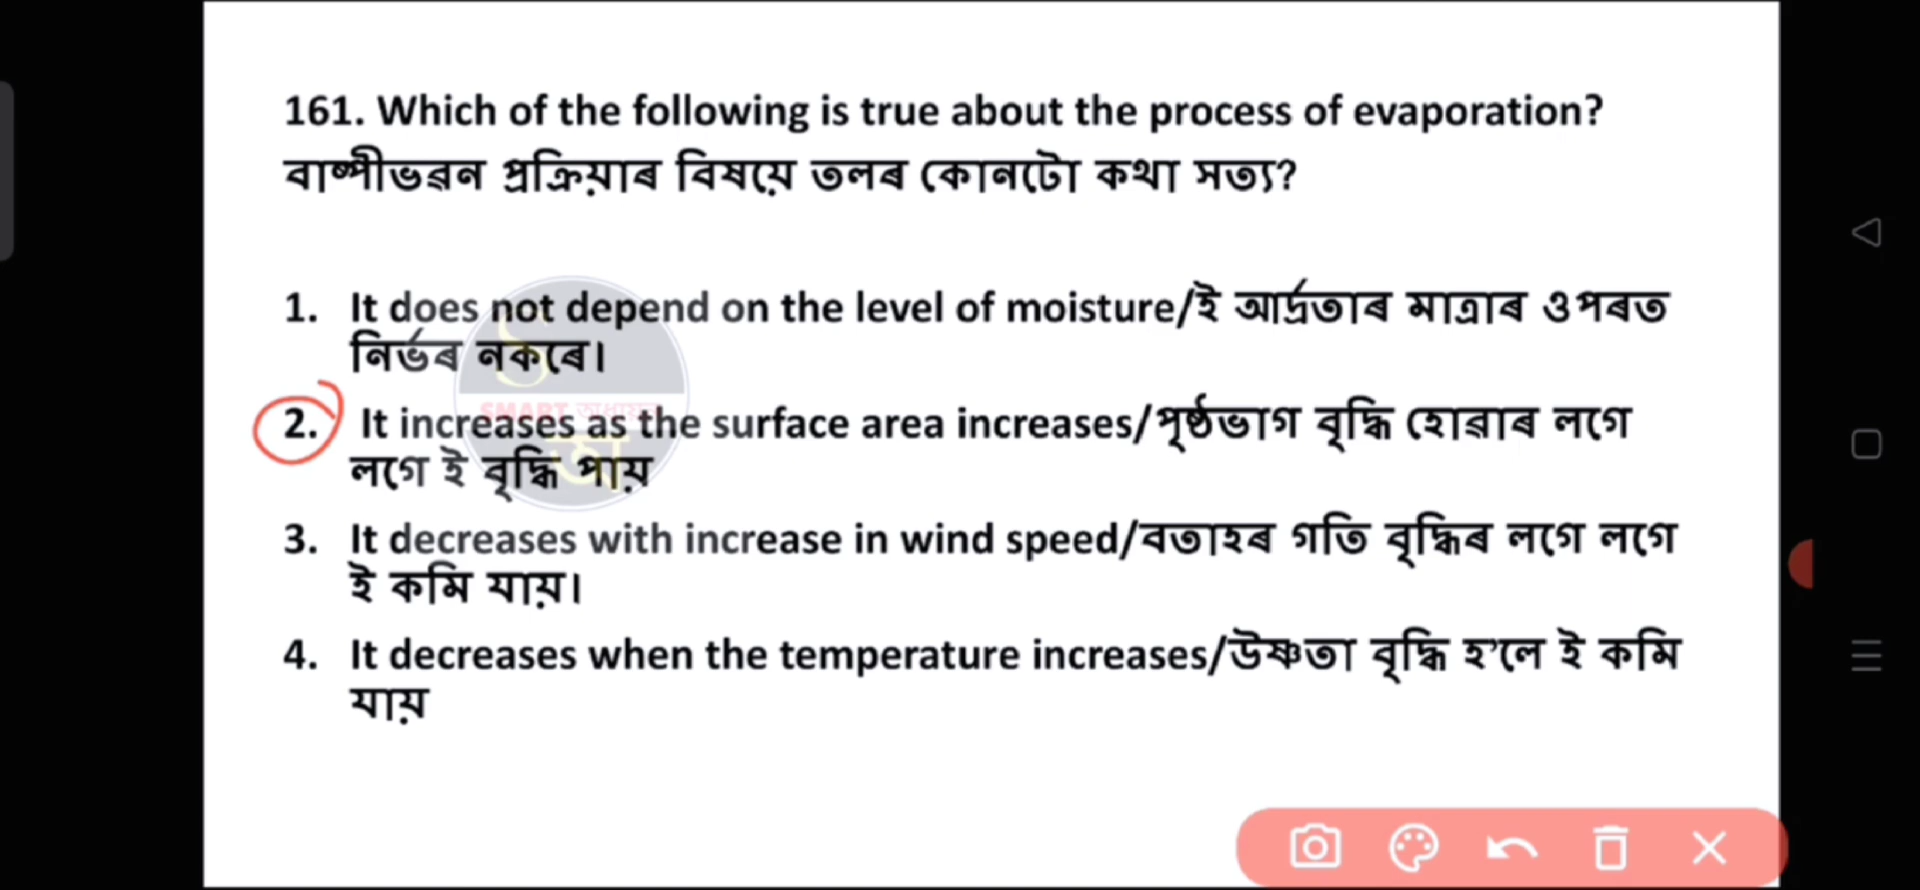 161. Which of the following is true about the process of evaporation?
বাষ্পীভৱন প্ৰক্ৰিয়াৰ বিষয়ে তলৰ কোনটো কথা সত্য?
1. It does not depend on the level of moisture/ই আৰ্দ্ৰতাৰ মাত্ৰাৰ ওপৰত
নিৰ্ভৰ নকৰে।
2. It increases as the surface area increases/পৃষ্ঠভাগ বৃদ্ধি হোৱাৰ লগে
লগে ই বৃদ্ধি পায়
3. It decreases with increase in wind speed/বতাহৰ গতি বৃদ্ধিৰ লগে লগে
ই কমি যায়।
4. It decreases when the temperature increases/উষ্ণতা বৃদ্ধি হ’লে ই কমি
যায়
S
SMART অধ্যয়ন
অ